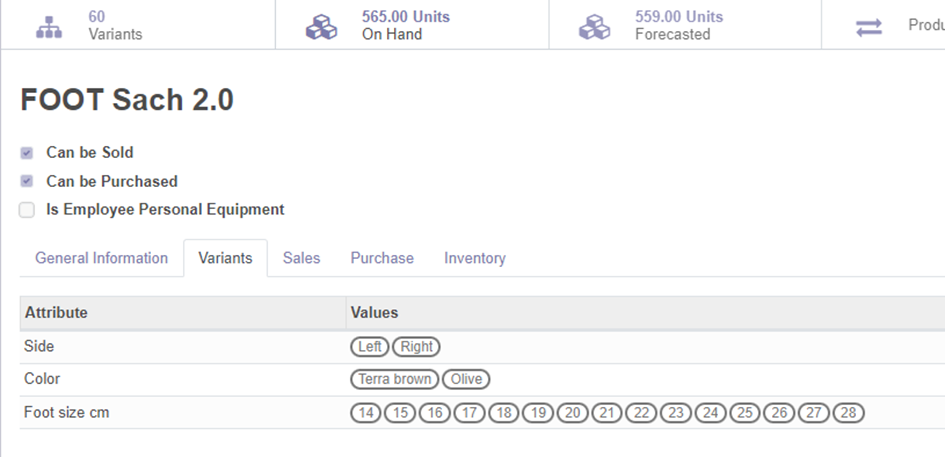 60 565.00 Units 559.00 Units
Variants On Hand Forecasted Produ
FOOT Sach 2.0
Can be Sold
Can be Purchased
Is Employee Personal Equipment
General Information Variants Sales Purchase Inventory
Attribute Values
Side Left Right
Color Terra brown Olive
Foot size cm 14 15 16 17 18 19 20 21 22 23 24 25 26 27 28